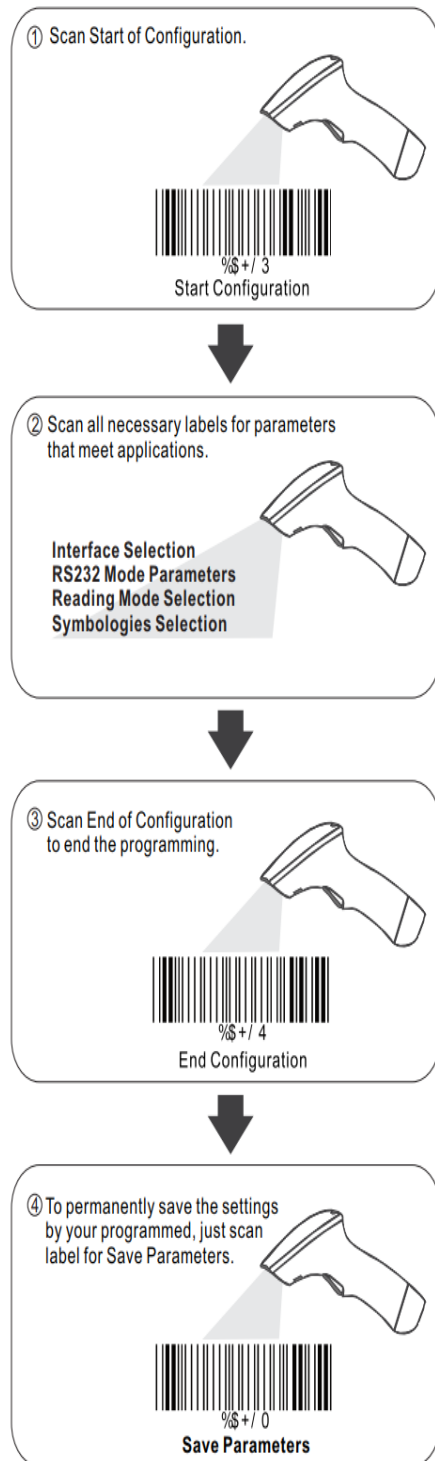 ① Scan Start of Configuration.
%$+/ 3
Start Configuration
② Scan all necessary labels for parameters
that meet applications.
Interface Selection
RS232 Mode Parameters
Reading Mode Selection
Symbologies Selection
③ Scan End of Configuration
to end the programming.
%$+/ 4
End Configuration
④ To permanently save the settings
by your programmed, just scan
label for Save Parameters.
%$+/ 0
Save Parameters